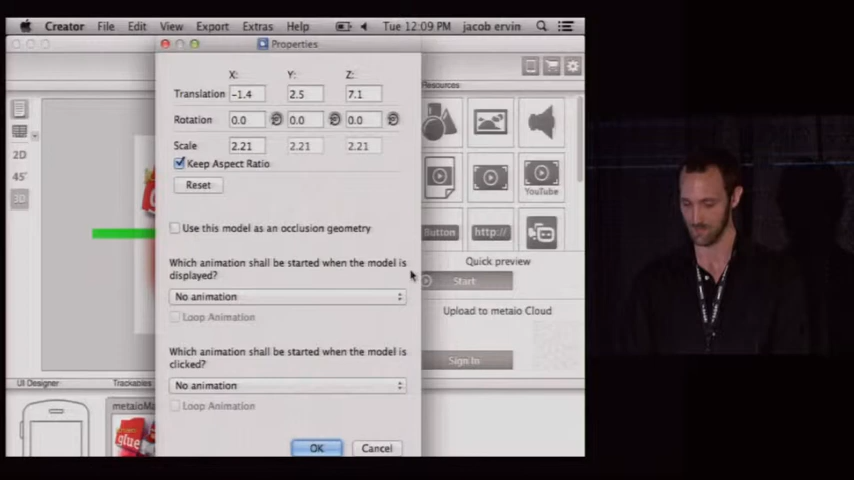 Creator File Edit View Export Extras Tue 12:09 PM jacob ervin
Properties
X: Y: Z:
Translation -1.4 2.5 7.1
Rotation 0.0 0.0 0.0
Scale 2.21 2.21 2.21
Keep Aspect Ratio
Reset
Use this model as an occlusion geometry
Which animation shall be started when the model is
displayed?
No animation
Loop Animation
Which animation shall be started when the model is
clicked?
No animation
Loop Animation
OK Cancel
2D
45°
3D
UI Designer Trackables
metaioMa
glue
Resources
YouTube
Button http://
Quick preview
Start
Upload to metaio Cloud
Sign In